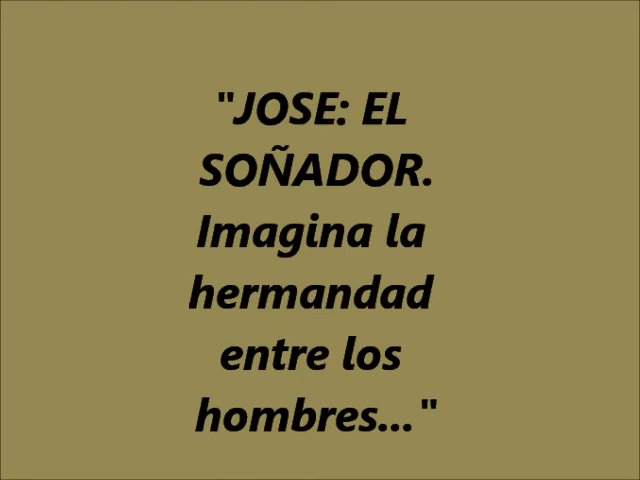 "JOSE: EL
SOÑADOR.
Imagina la
hermandad
entre los
hombres..."